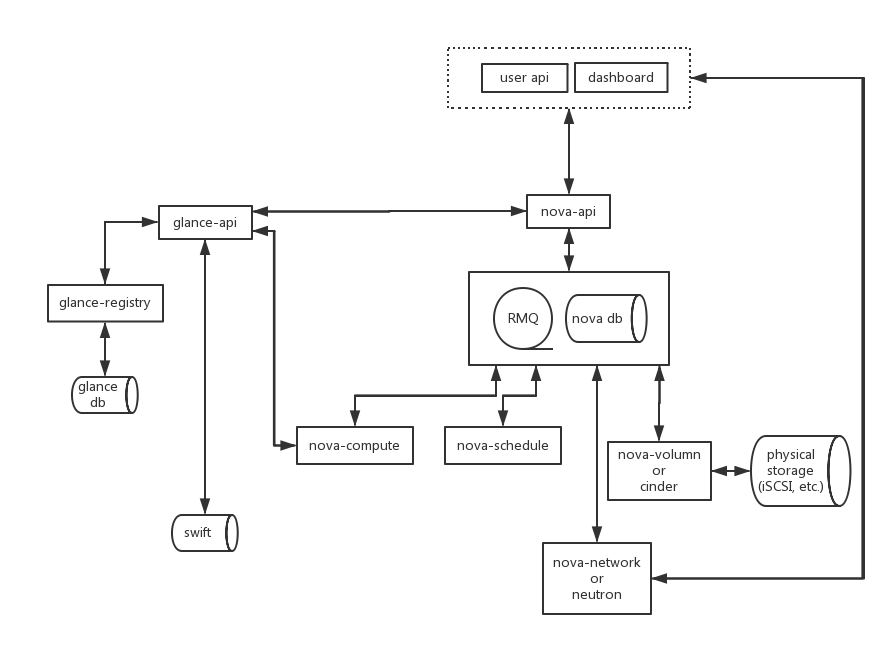 user api
dashboard
glance-api
nova-api
glance-registry
RMQ
nova db
glance
db
nova-compute
nova-schedule
nova-volumn
or
cinder
physical
storage
(iSCSI, etc.)
swift
nova-network
or
neutron